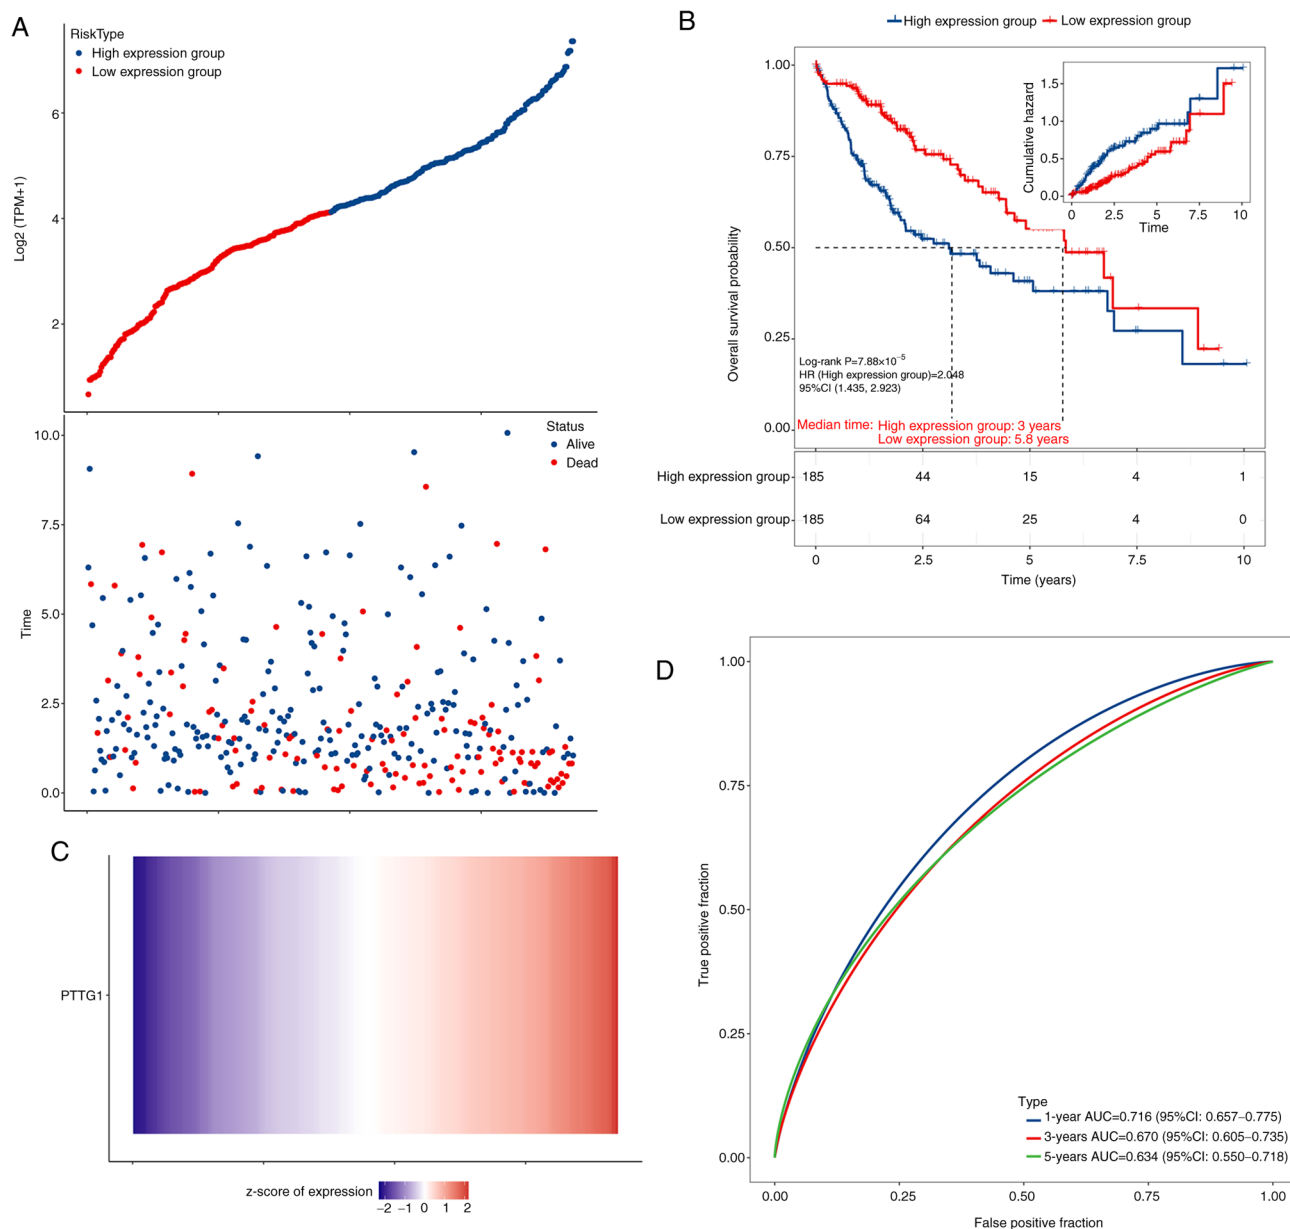 A
RiskType
High expression group
Low expression group
Log2 (TPM+1)
6
4
2
Status
Alive
Dead
Time
10.0
7.5
5.0
2.5
0.0
B
High expression group Low expression group
Overall survival probability
1.00
0.75
0.50
0.25
0.00
Cumulative hazard
1.5
1.0
0.5
0.0
0 2.5 5 7.5 10
Time
Log-rank P=7.88×10−5
HR (High expression group)=2.048
95%CI (1.435, 2.923)
Median time: High expression group: 3 years
Low expression group: 5.8 years
High expression group 185 44 15 4 1
Low expression group 185 64 25 4 0
0 2.5 5 7.5 10
Time (years)
C
PTTG1
z-score of expression
−2 −1 0 1 2
D
True positive fraction
1.00
0.75
0.50
0.25
0.00
Type
1-year AUC=0.716 (95%CI: 0.657–0.775)
3-years AUC=0.670 (95%CI: 0.605–0.735)
5-years AUC=0.634 (95%CI: 0.550–0.718)
0.00 0.25 0.50 0.75 1.00
False positive fraction